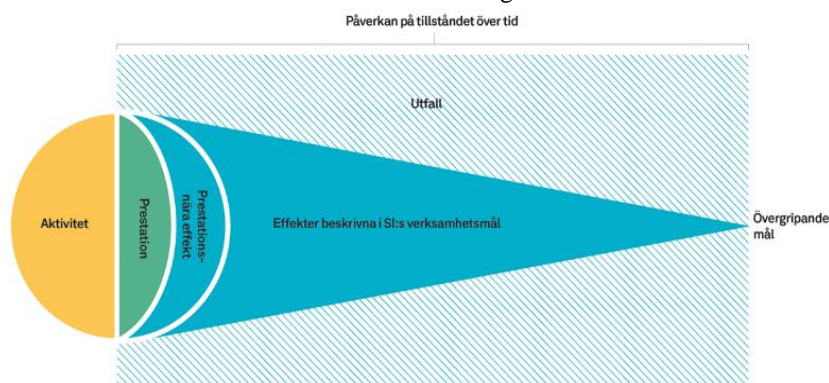 Påverkan på tillståndet över tid
Utfall
Aktivitet
Prestation
Prestations-
nära effekt
Effekter beskrivna i SI:s verksamhetsmål
Övergripande
mål